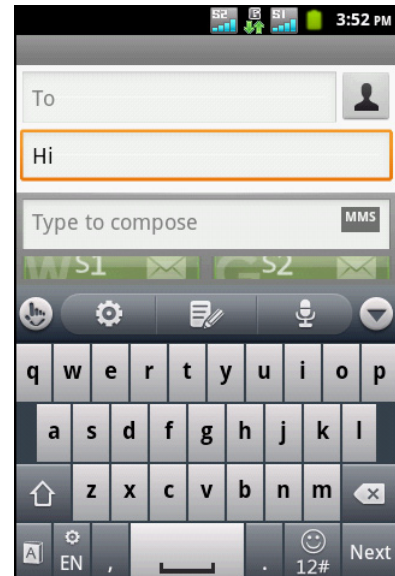 S2 E S1 3:52 PM
To
Hi
Type to compose MMS
W S1 G S2
q w e r t y u i o p
a s d f g h j k l
z x c v b n m
A EN , . 12# Next